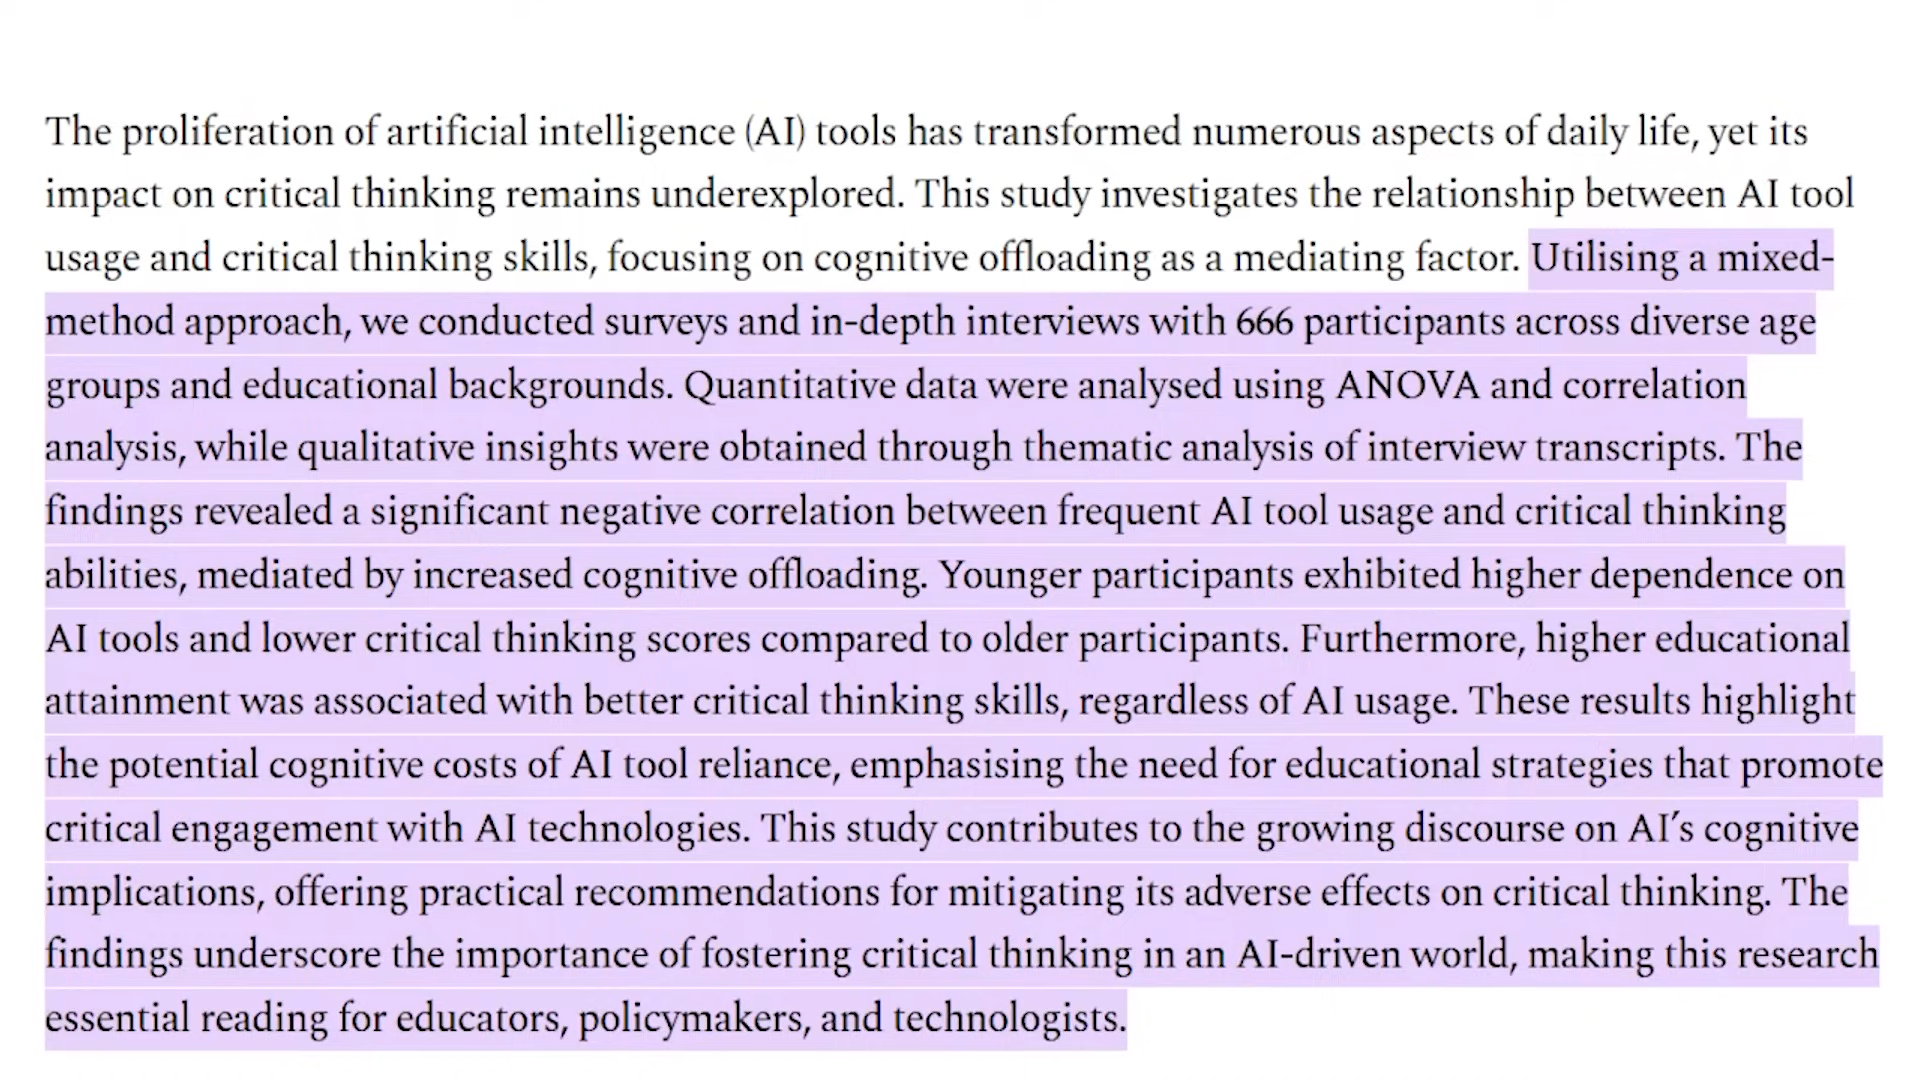 The proliferation of artificial intelligence (AI) tools has transformed numerous aspects of daily life, yet its
impact on critical thinking remains underexplored. This study investigates the relationship between AI tool
usage and critical thinking skills, focusing on cognitive offloading as a mediating factor. Utilising a mixed-
method approach, we conducted surveys and in-depth interviews with 666 participants across diverse age
groups and educational backgrounds. Quantitative data were analysed using ANOVA and correlation
analysis, while qualitative insights were obtained through thematic analysis of interview transcripts. The
findings revealed a significant negative correlation between frequent AI tool usage and critical thinking
abilities, mediated by increased cognitive offloading. Younger participants exhibited higher dependence on
AI tools and lower critical thinking scores compared to older participants. Furthermore, higher educational
attainment was associated with better critical thinking skills, regardless of AI usage. These results highlight
the potential cognitive costs of AI tool reliance, emphasising the need for educational strategies that promote
critical engagement with AI technologies. This study contributes to the growing discourse on AI′s cognitive
implications, offering practical recommendations for mitigating its adverse effects on critical thinking. The
findings underscore the importance of fostering critical thinking in an AI-driven world, making this research
essential reading for educators, policymakers, and technologists.